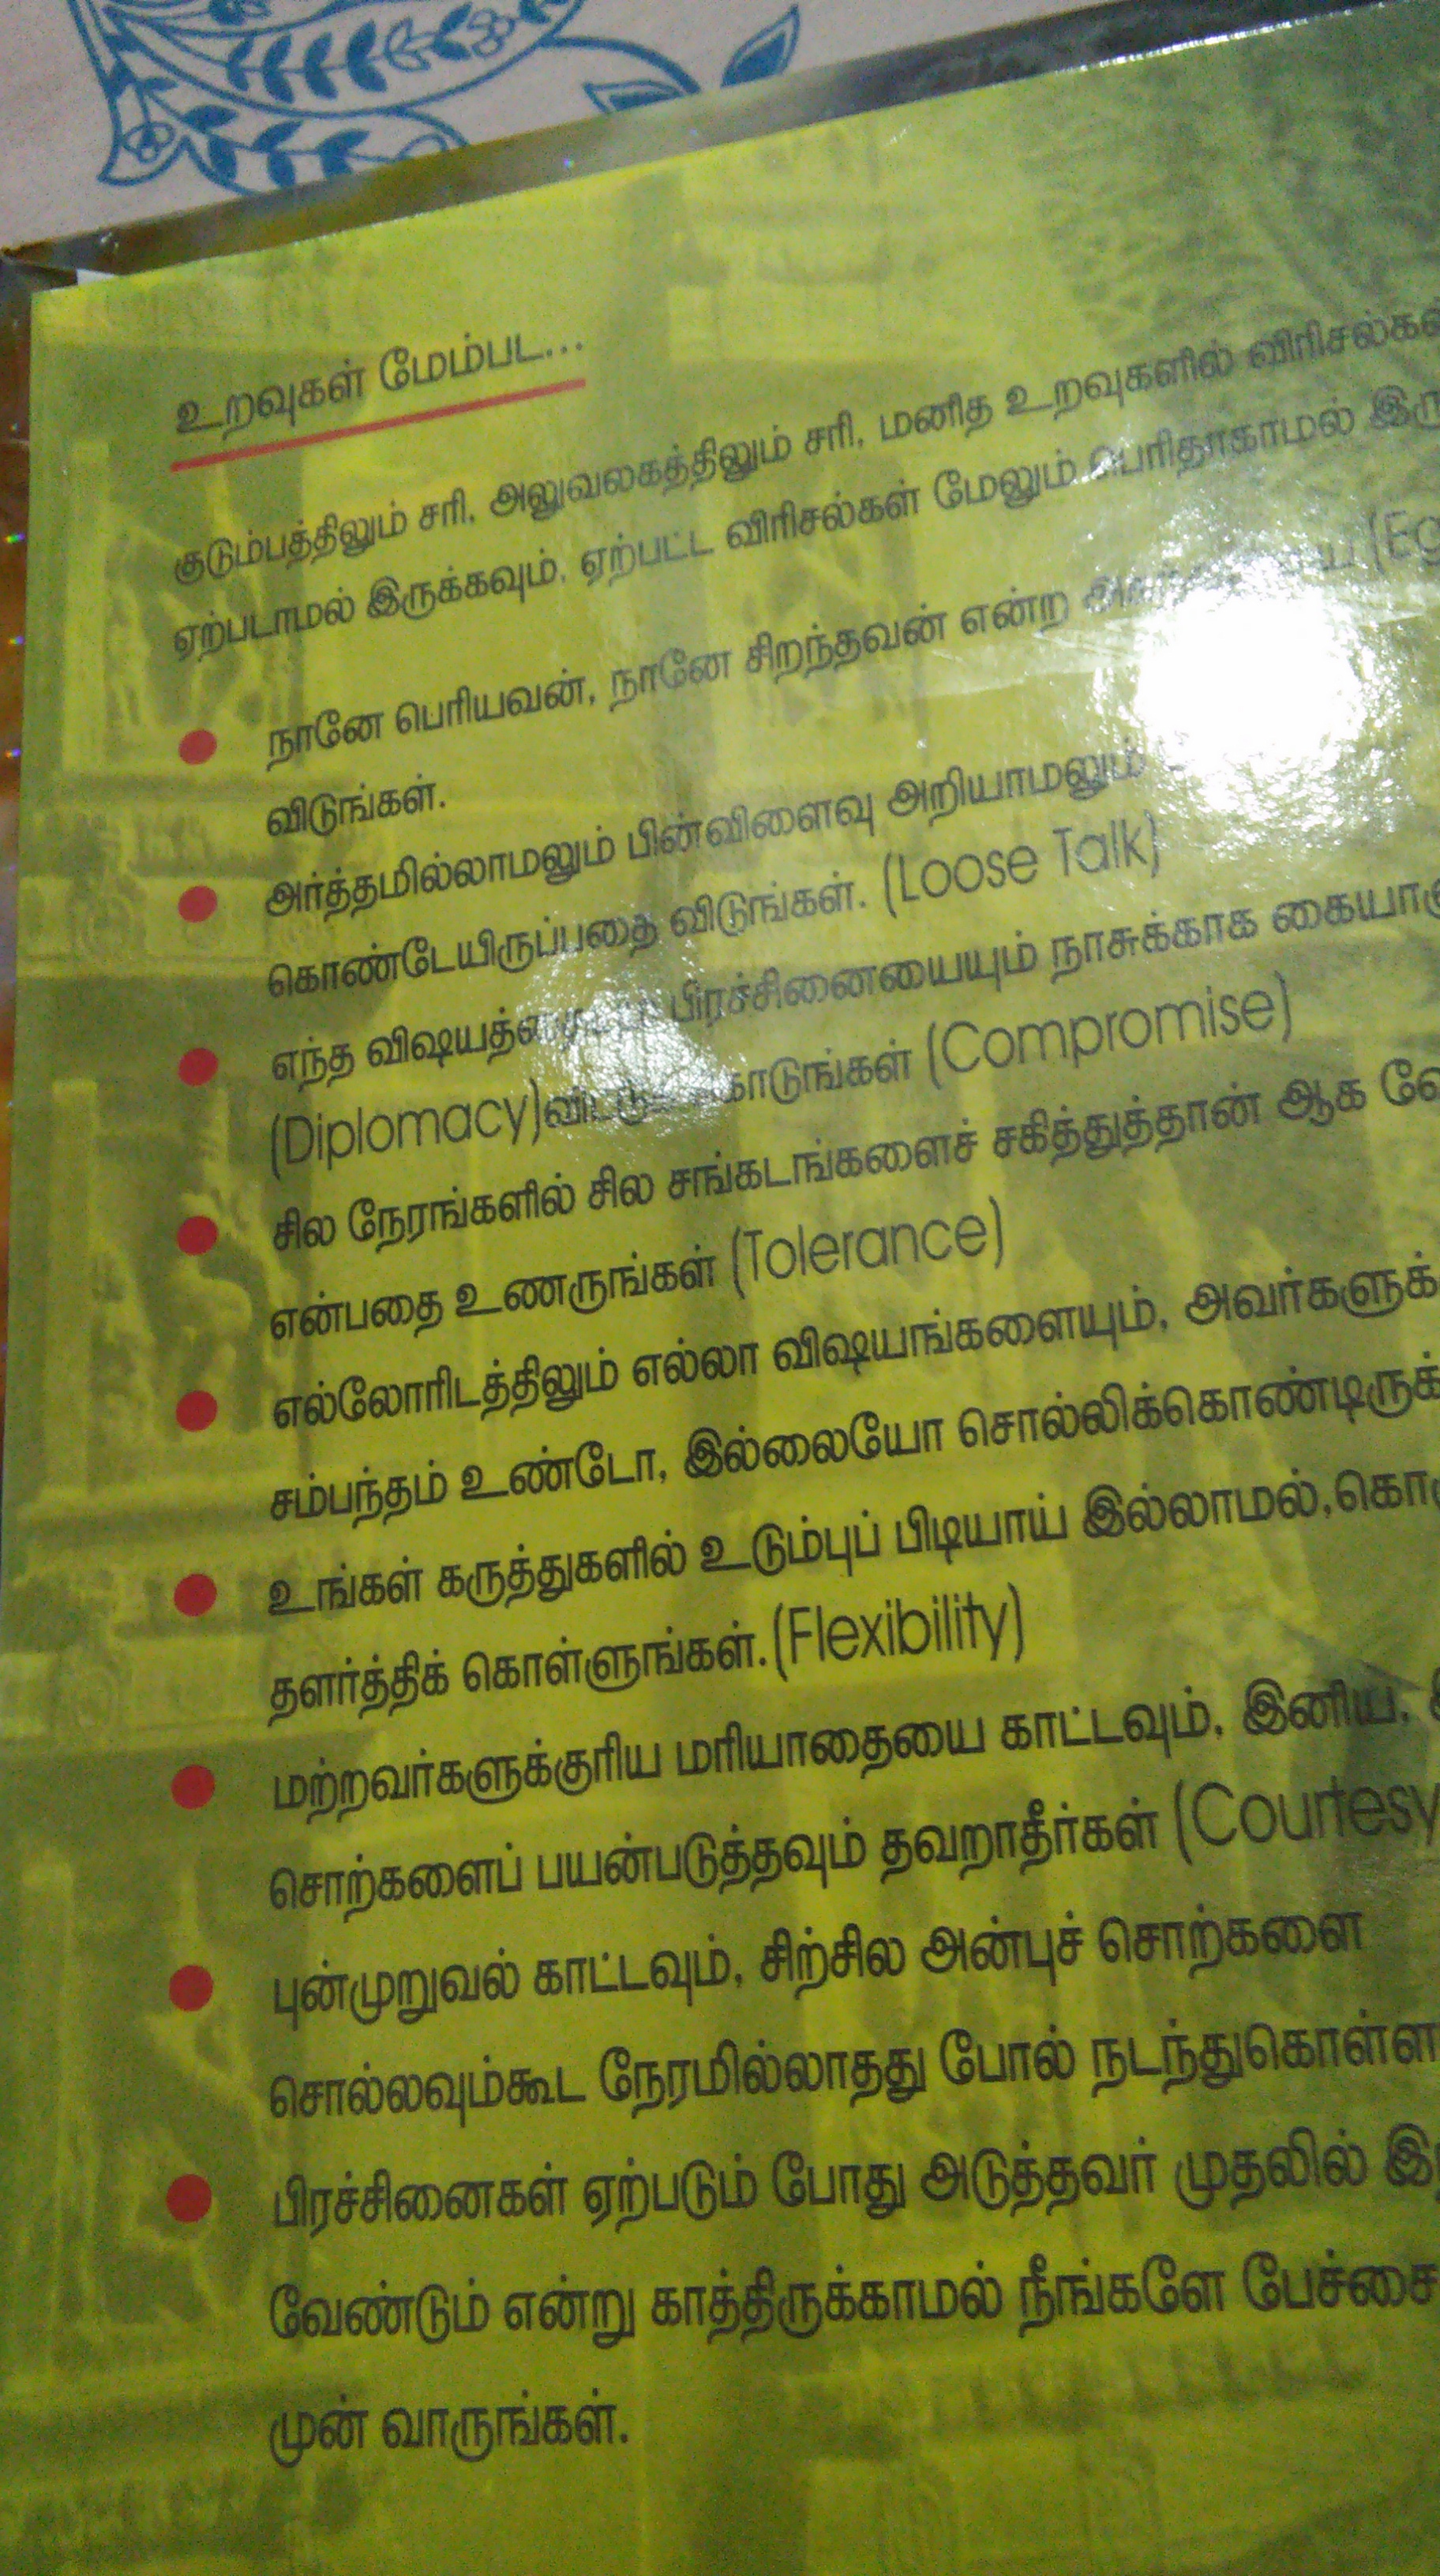 உறவுகள் மேம்பட...
குடும்பத்திலும் சரி, அலுவலகத்திலும் சரி, மனித உறவுகளில் விரிசல்கள்
ஏற்படாமல் இருக்கவும், ஏற்பட்ட விரிசல்கள் மேலும் பெரிதாகாமல்
நானே பெரியவன், நானே சிறந்தவன் என்ற
விடுங்கள்.
அர்த்தமில்லாமலும் பின்விளைவு அறியாமலும்
கொண்டேயிருப்பதை விடுங்கள். (Loose Talk)
எந்த பிரச்சினையையும் நாசுக்காக
(Diplomacy) (Compromise)
சில நேரங்களில் சில சங்கடங்களைச் சகித்துத்தான் ஆக
என்பதை உணருங்கள் (Tolerance)
எல்லோரிடத்திலும் எல்லா விஷயங்களையும்,
சம்பந்தம் உண்டோ, இல்லையோ
உங்கள் கருத்துகளில் உடும்புப் பிடியாய் இல்லாமல்,
தளர்த்திக் கொள்ளுங்கள்.(Flexibility)
மற்றவர்களுக்குரிய மரியாதையை காட்டவும், இனிய,
சொற்களைப் பயன்படுத்தவும் தவறாதீர்கள் (Courtesy
புன்முறுவல் காட்டவும், சிற்சில அன்புச் சொற்களை
சொல்லவும்கூட நேரமில்லாதது போல்
பிரச்சினைகள் ஏற்படும் போது அடுத்தவர் முதலில்
வேண்டும் என்று காத்திருக்காமல் நீங்களே பேச்சை
முன் வாருங்கள்.